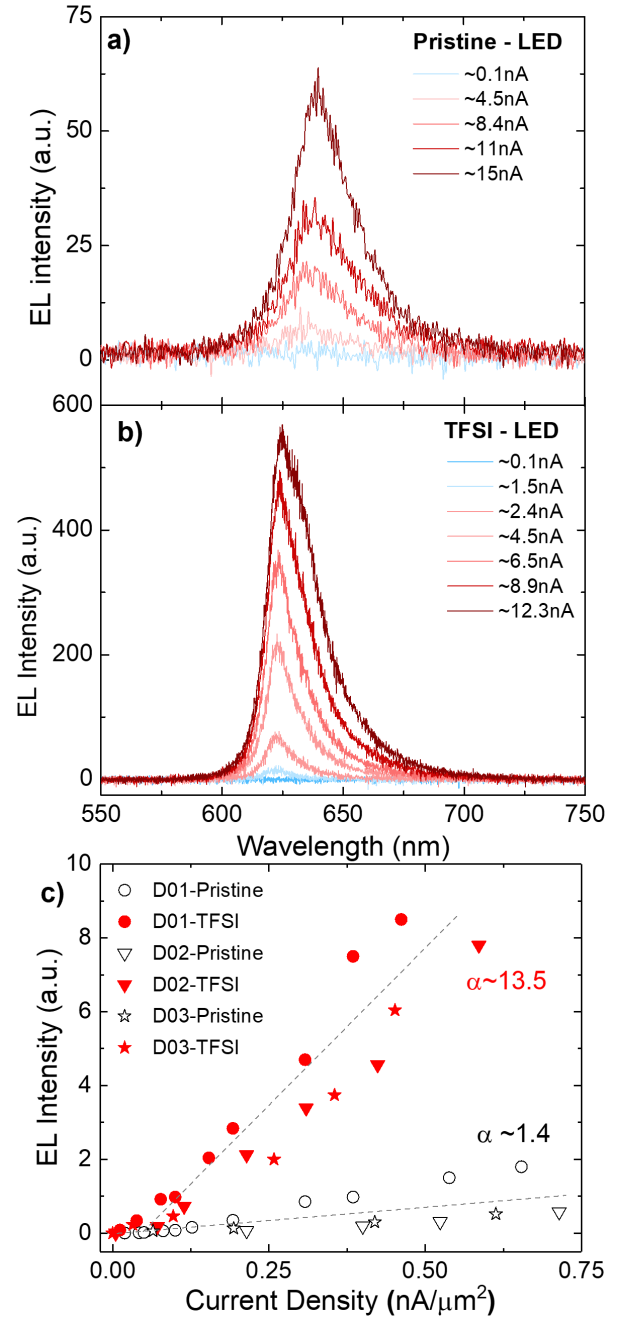 a)
Pristine - LED
~0.1nA
~4.5nA
~8.4nA
~11nA
~15nA
75
50
25
0
EL intensity (a.u.)
b)
TFSI - LED
~0.1nA
~1.5nA
~2.4nA
~4.5nA
~6.5nA
~8.9nA
~12.3nA
600
400
200
0
EL Intensity (a.u.)
550 600 650 700 750
Wavelength (nm)
c)
D01-Pristine
D01-TFSI
D02-Pristine
D02-TFSI
D03-Pristine
D03-TFSI
α~13.5
α ~1.4
10
8
6
4
2
0
EL Intensity (a.u.)
0.00 0.25 0.50 0.75
Current Density (nA/μm²)